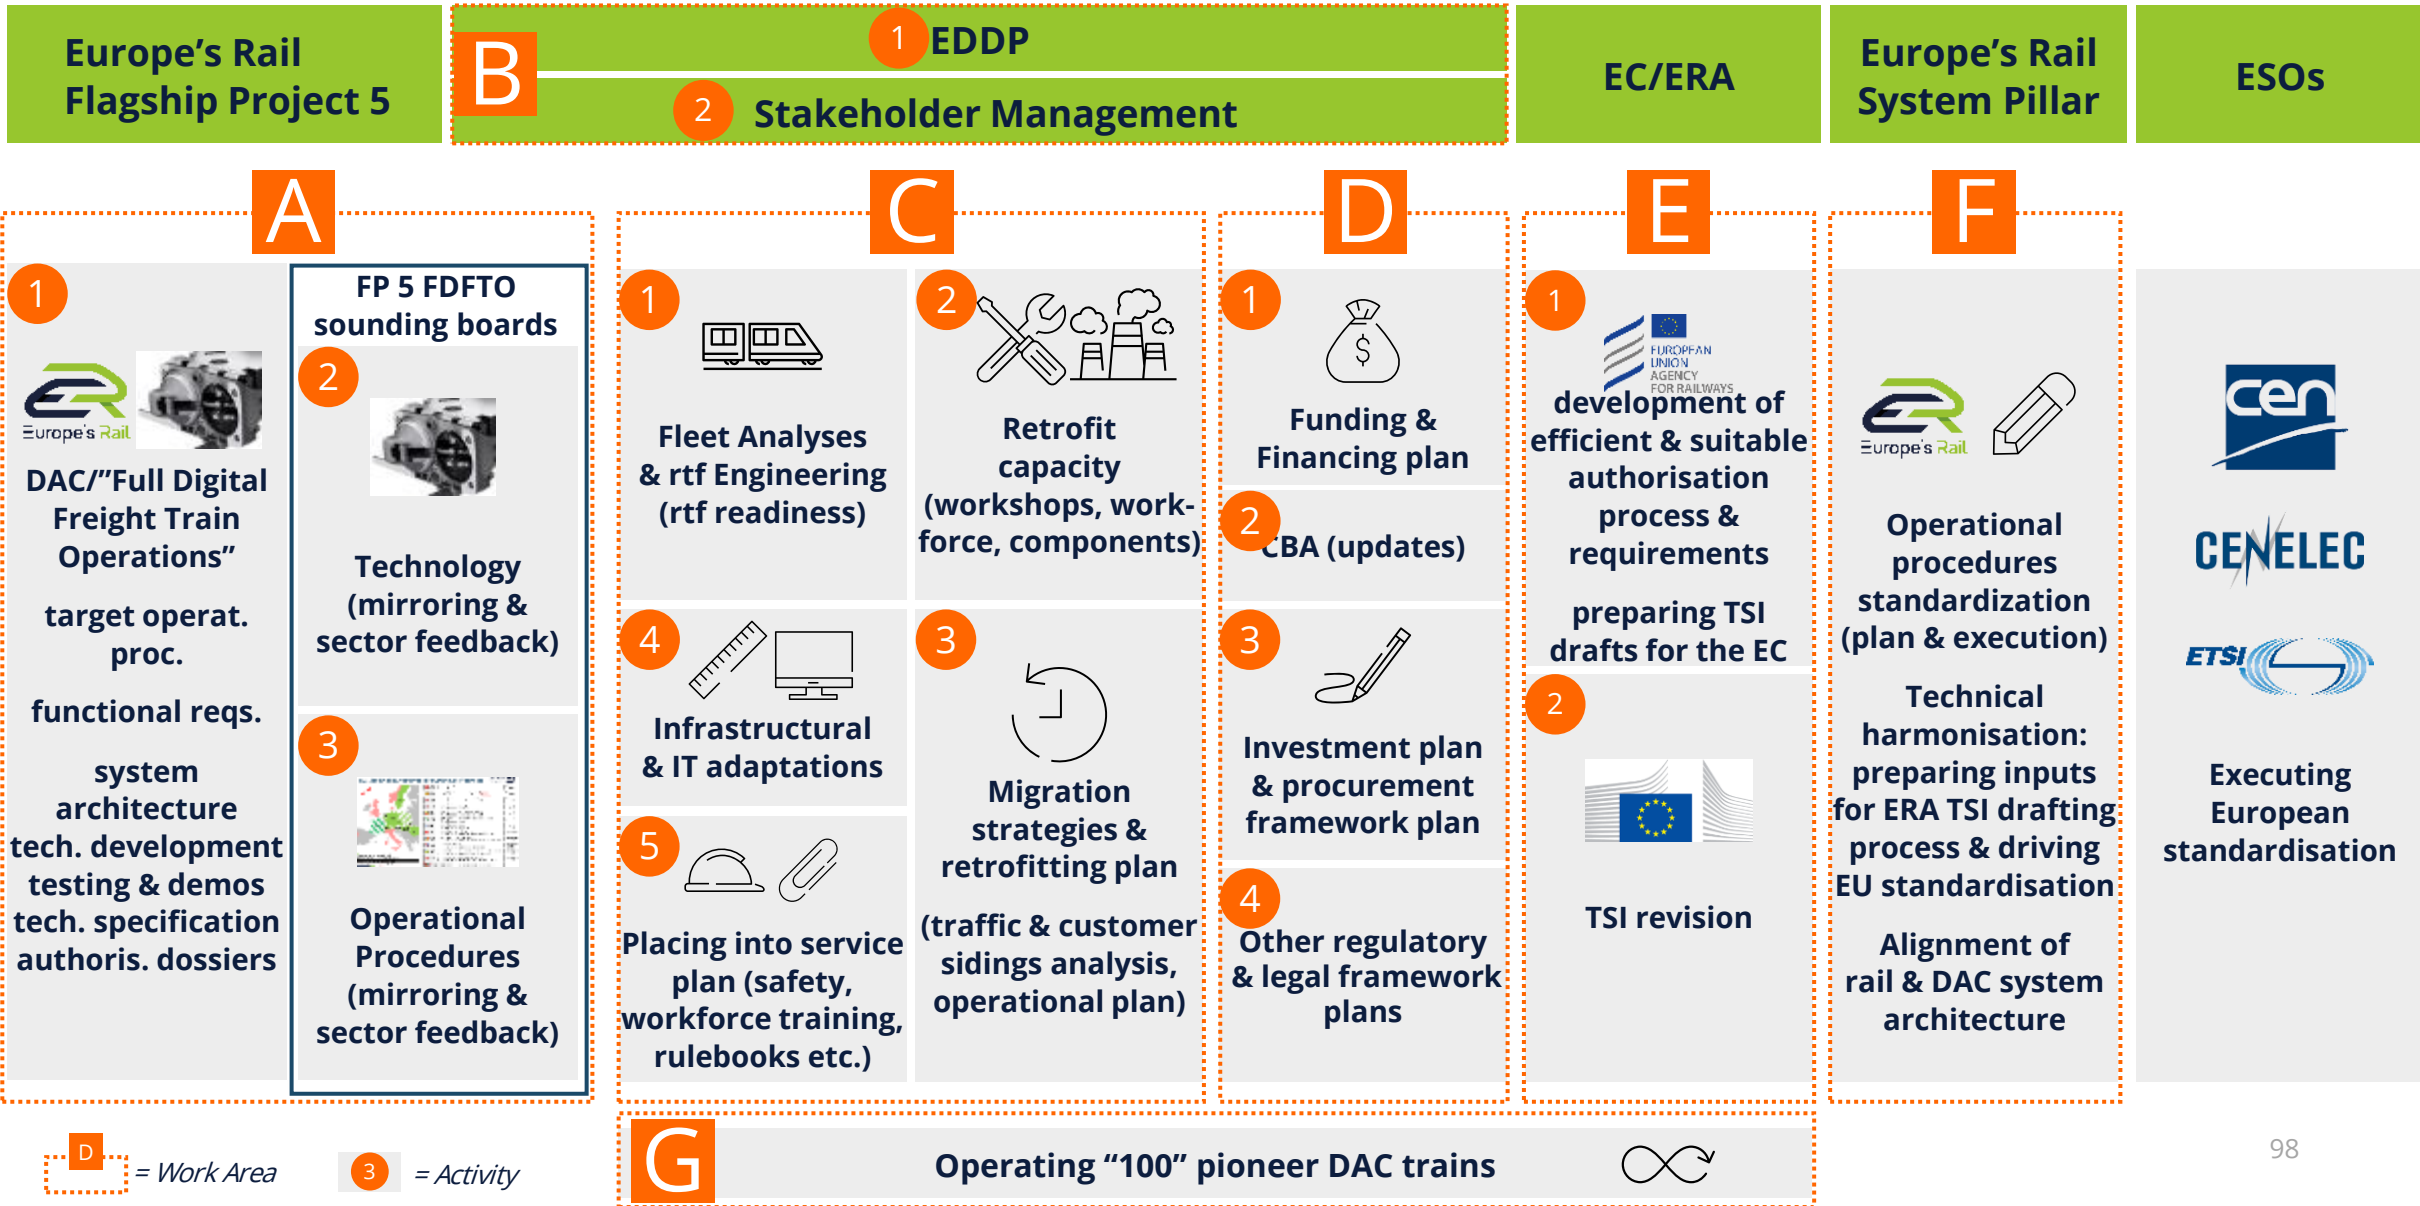 Europe’s Rail
Flagship Project 5
B
1 EDDP
2 Stakeholder Management
EC/ERA
Europe’s Rail
System Pillar
ESOs
A
1
Europe's Rail
DAC/”Full Digital
Freight Train
Operations”
target operat.
proc.
functional reqs.
system
architecture
tech. development
testing & demos
tech. specification
authoris. dossiers
FP 5 FDFTO
sounding boards
2
Technology
(mirroring &
sector feedback)
3
Operational
Procedures
(mirroring &
sector feedback)
C
1
Fleet Analyses
& rtf Engineering
(rtf readiness)
2
Retrofit
capacity
(workshops, work-
force, components)
4
Infrastructural
& IT adaptations
3
Migration
strategies &
retrofitting plan
(traffic & customer
sidings analysis,
operational plan)
5
Placing into service
plan (safety,
workforce training,
rulebooks etc.)
D
1
$
Funding &
Financing plan
2
CBA (updates)
3
Investment plan
& procurement
framework plan
4
Other regulatory
& legal framework
plans
E
1
EUROPEAN
UNION
AGENCY
FOR RAILWAYS
development of
efficient & suitable
authorisation
process &
requirements
preparing TSI
drafts for the EC
2
TSI revision
F
Europe's Rail
Operational
procedures
standardization
(plan & execution)
Technical
harmonisation:
preparing inputs
for ERA TSI drafting
process & driving
EU standardisation
Alignment of
rail & DAC system
architecture
cen
CENELEC
ETSI
Executing
European
standardisation
G
Operating “100” pioneer DAC trains
D = Work Area
3 = Activity
98